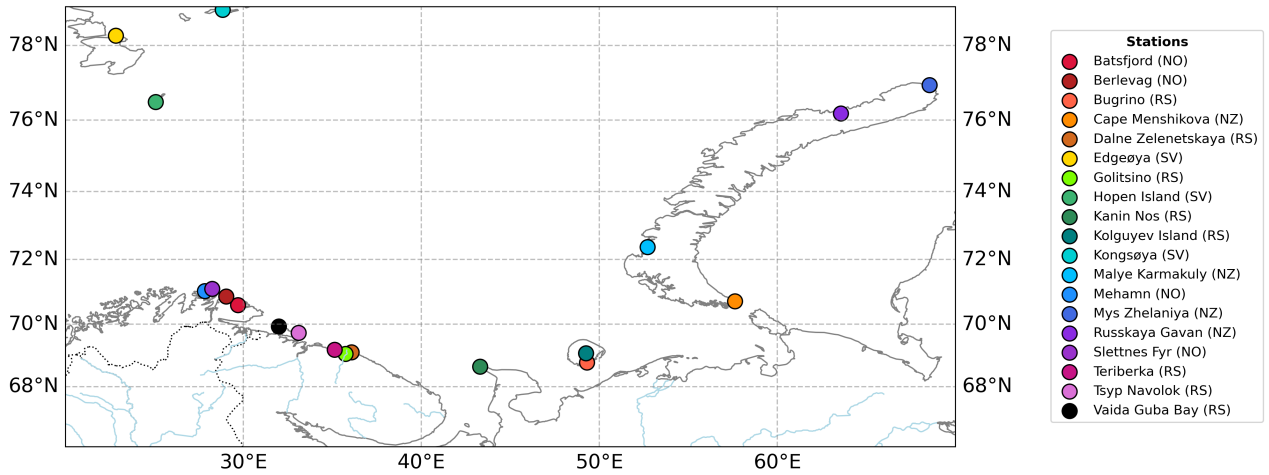 78°N
76°N
74°N
72°N
70°N
68°N
78°N
76°N
74°N
72°N
70°N
68°N
30°E
40°E
50°E
60°E
Stations
Batsfjord (NO)
Berlevag (NO)
Bugrino (RS)
Cape Menshikova (NZ)
Dalne Zelenetskaya (RS)
Edgeøya (SV)
Golitsino (RS)
Hopen Island (SV)
Kanin Nos (RS)
Kolguyev Island (RS)
Kongsøya (SV)
Malye Karmakuly (NZ)
Mehamn (NO)
Mys Zhelaniya (NZ)
Russkaya Gavan (NZ)
Slettnes Fyr (NO)
Teriberka (RS)
Tsyp Navolok (RS)
Vaida Guba Bay (RS)